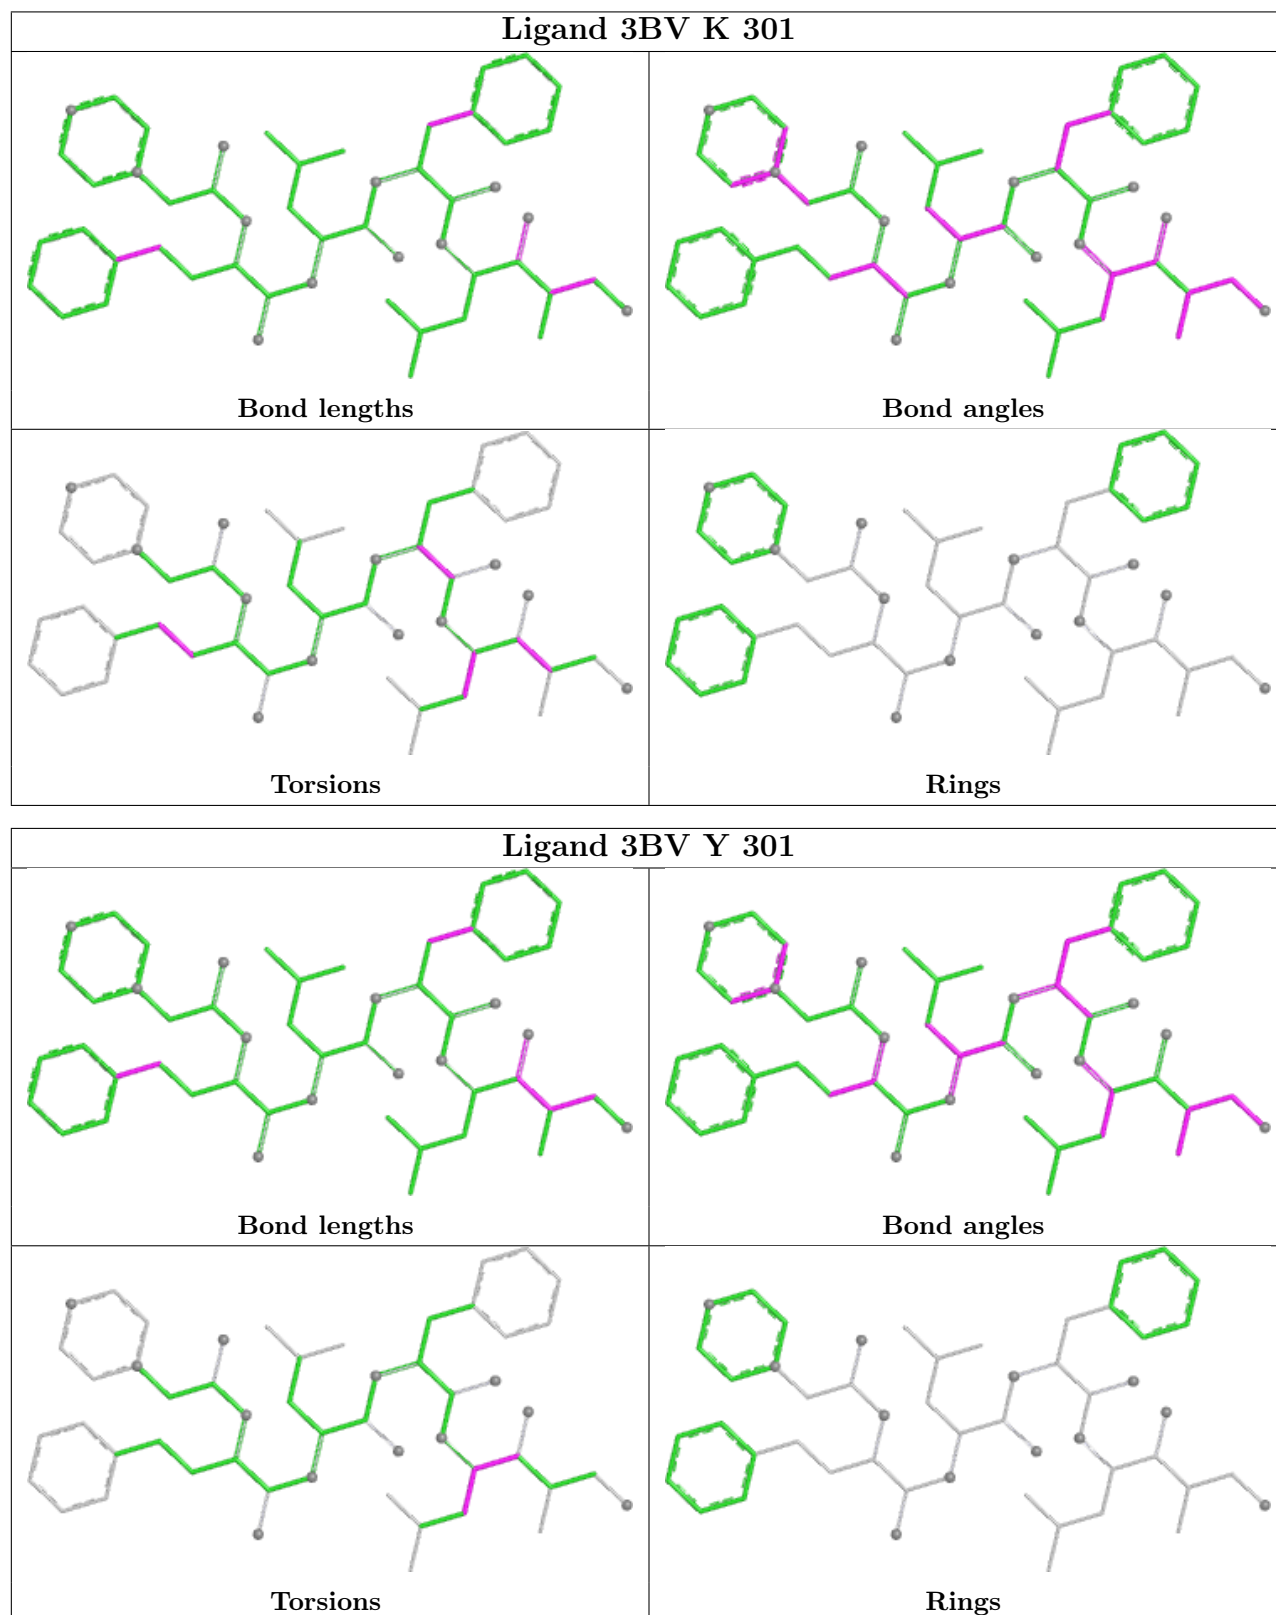 Ligand 3BV K 301
Bond lengths
Bond angles
Torsions
Rings
Ligand 3BV Y 301
Bond lengths
Bond angles
Torsions
Rings